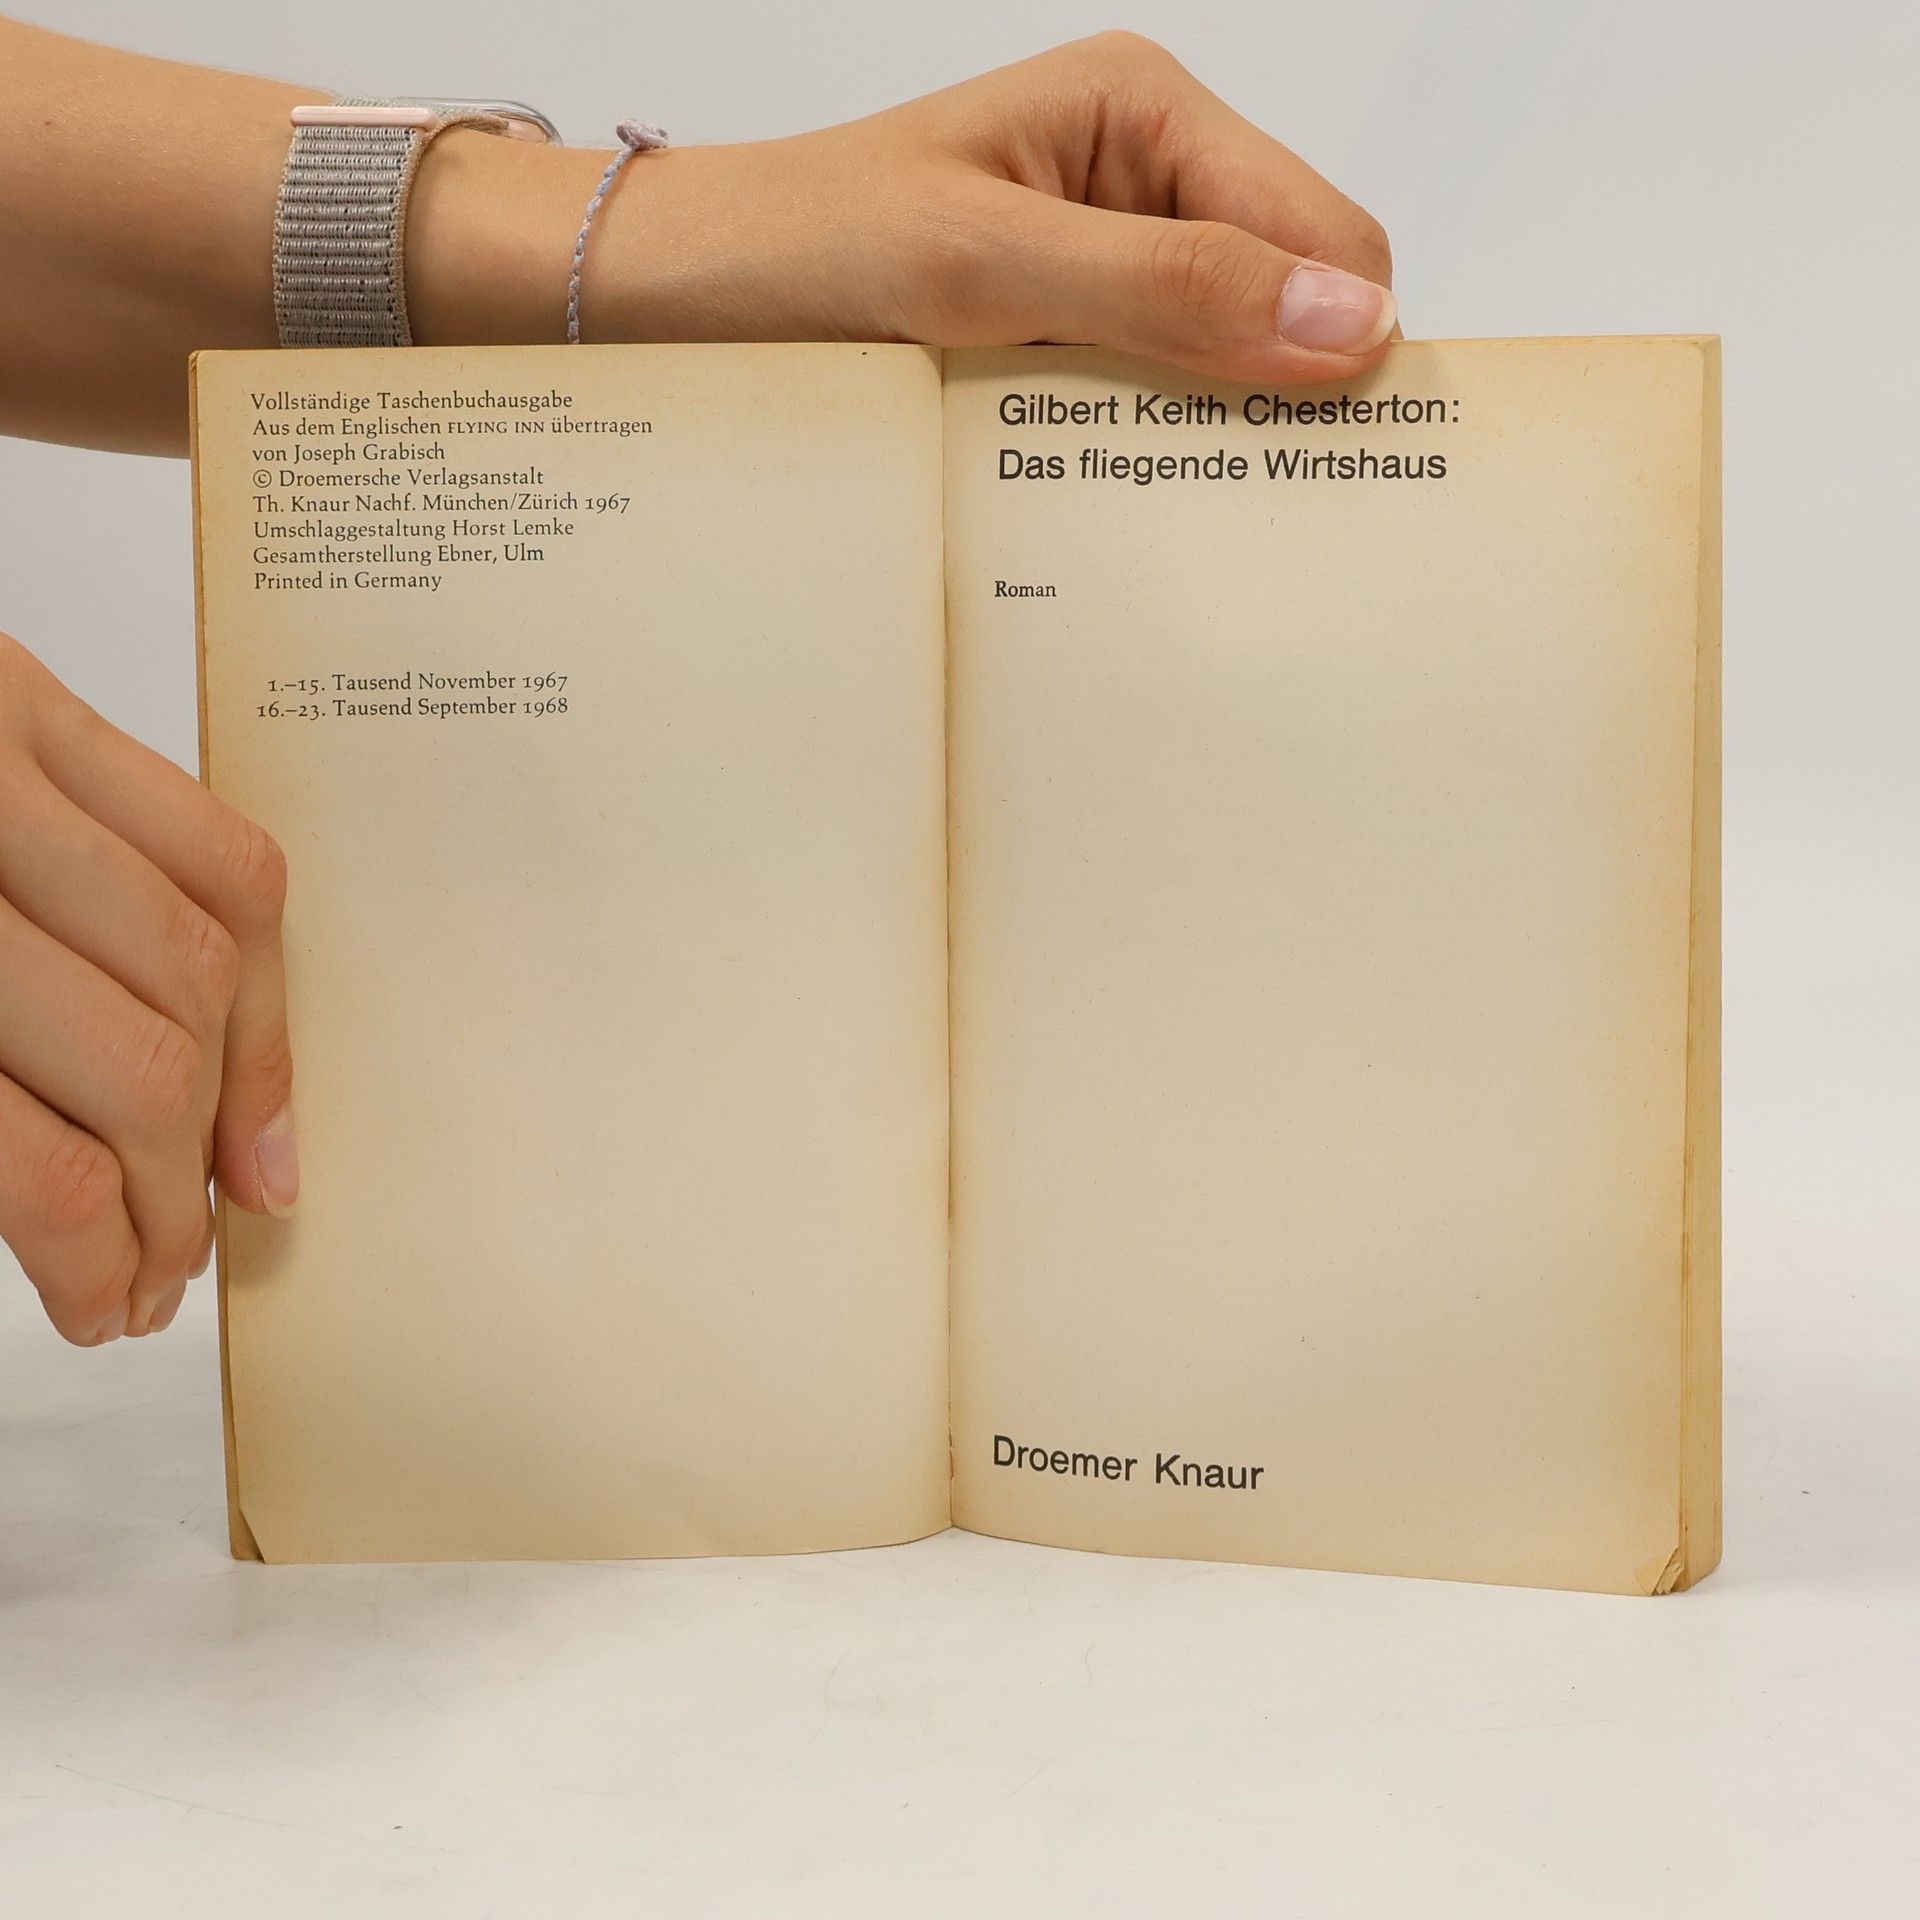 Vollständige Taschenbuchausgabe
Aus dem Englischen FLYING INN übertragen
von Joseph Grabisch
© Droemersche Verlagsanstalt
Th. Knaur Nachf. München/Zürich 1967
Umschlaggestaltung Horst Lemke
Gesamtherstellung Ebner, Ulm
Printed in Germany
1.–15. Tausend November 1967
16.–23. Tausend September 1968
Gilbert Keith Chesterton:
Das fliegende Wirtshaus
Roman
Droemer Knaur